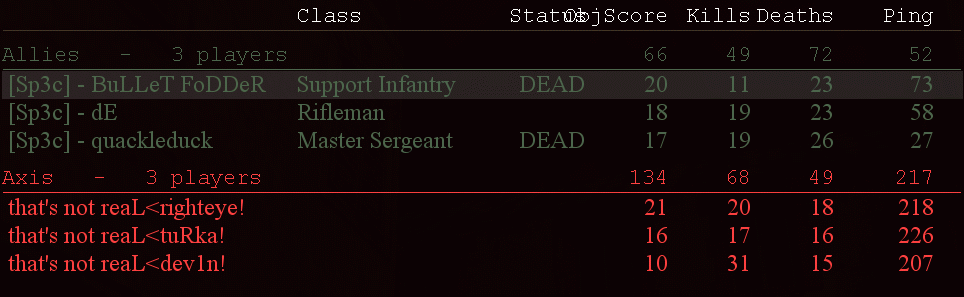 Class Status ObjScore Kills Deaths Ping
Allies - 3 players 66 49 72 52
[Sp3c] - BuLLeT FoDDeR Support Infantry DEAD 20 11 23 73
[Sp3c] - dE Rifleman 18 19 23 58
[Sp3c] - quackleduck Master Sergeant DEAD 17 19 26 27
Axis - 3 players 134 68 49 217
that's not reaL<righteye! 21 20 18 218
that's not reaL<tuRka! 16 17 16 226
that's not reaL<dev1n! 10 31 15 207